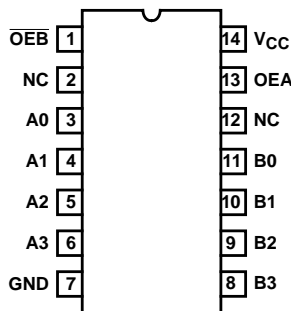 OEB 1 14 VCC
NC 2 13 OEA
A0 3 12 NC
A1 4 11 B0
A2 5 10 B1
A3 6 9 B2
GND 7 8 B3